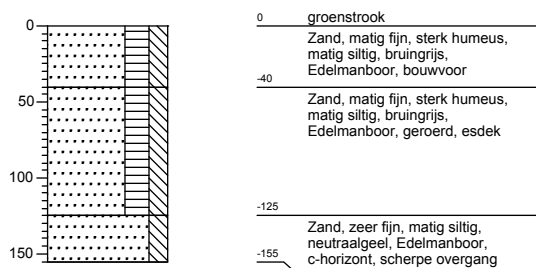 0
50
100
150
0 groenstrook
Zand, matig fijn, sterk humeus,
matig siltig, bruingrijs,
Edelmanboor, bouwvoor
-40
Zand, matig fijn, sterk humeus,
matig siltig, bruingrijs,
Edelmanboor, geroerd, esdek
-125
Zand, zeer fijn, matig siltig,
neutraalgeel, Edelmanboor,
-155
c-horizont, scherpe overgang